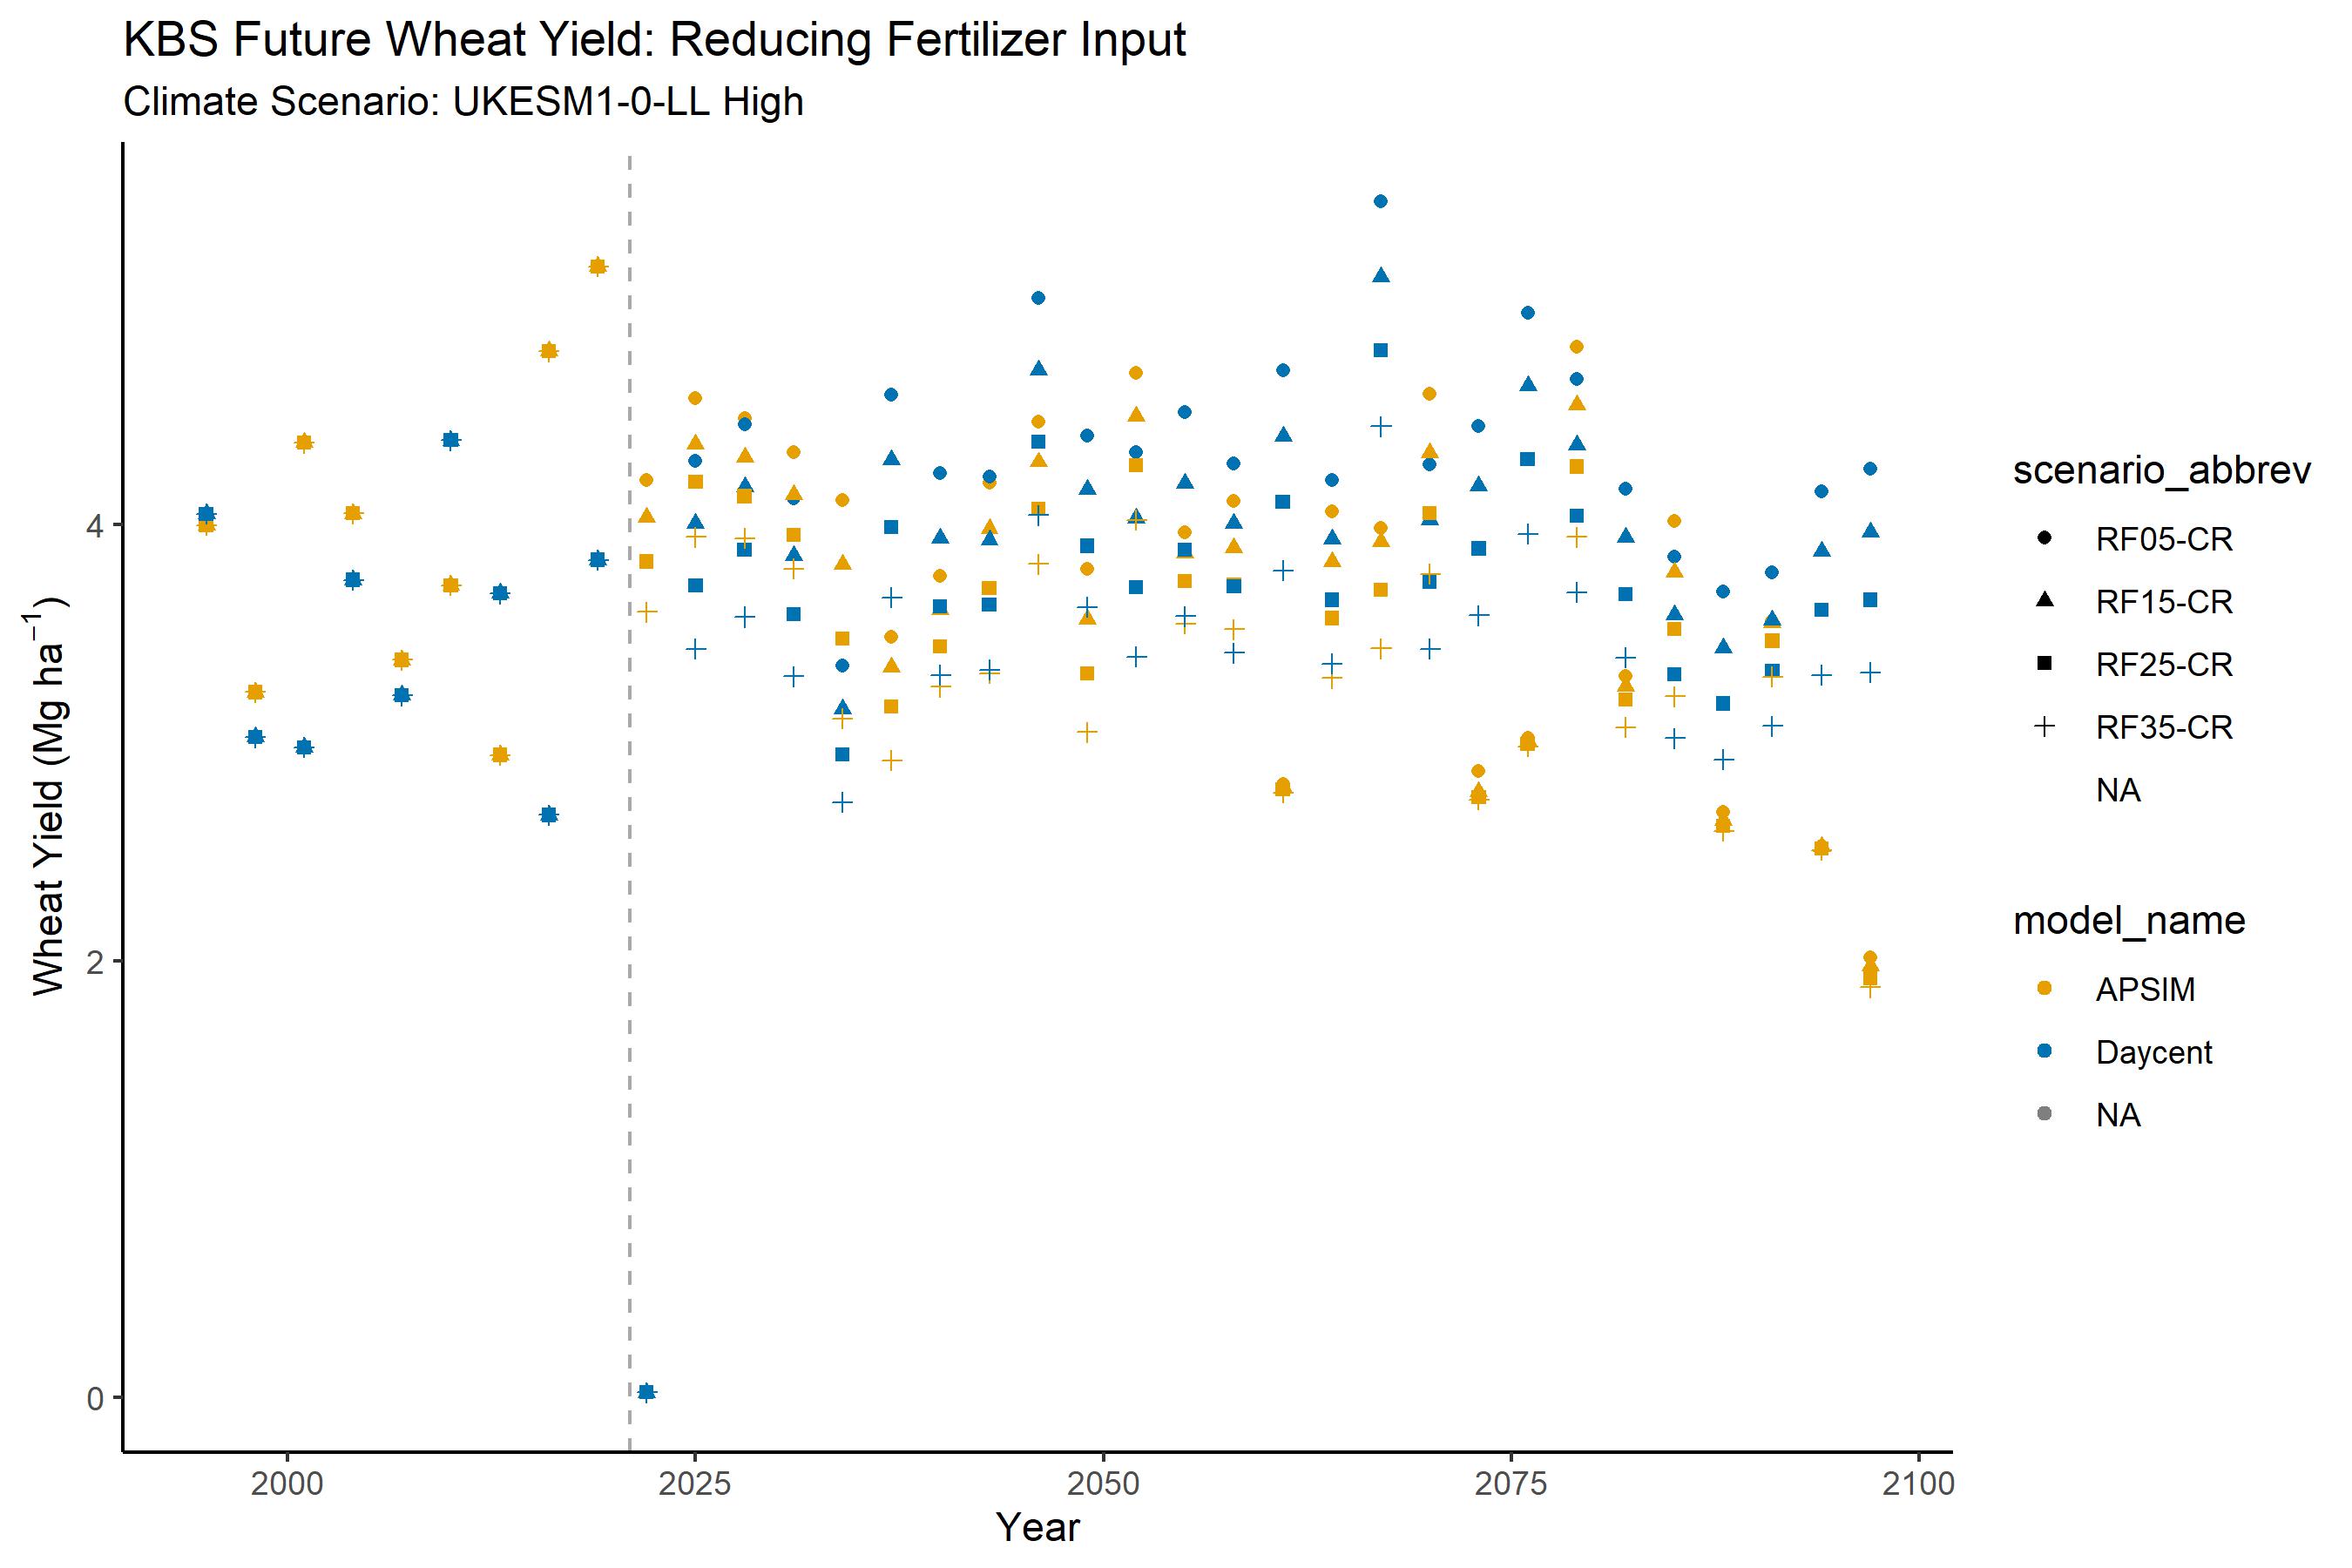 KBS Future Wheat Yield: Reducing Fertilizer Input
Climate Scenario: UKESM1-0-LL High
Wheat Yield (Mg ha⁻¹)
4
2
0
2000
2025
2050
2075
2100
Year
scenario_abbrev
RF05-CR
RF15-CR
RF25-CR
RF35-CR
NA
model_name
APSIM
Daycent
NA